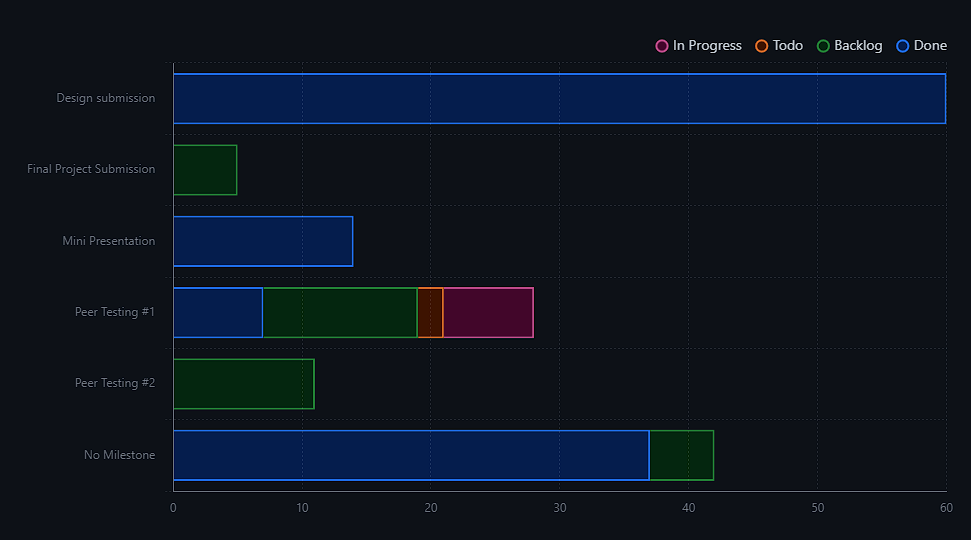 In Progress Todo Backlog Done
Design submission
Final Project Submission
Mini Presentation
Peer Testing #1
Peer Testing #2
No Milestone
0 10 20 30 40 50 60